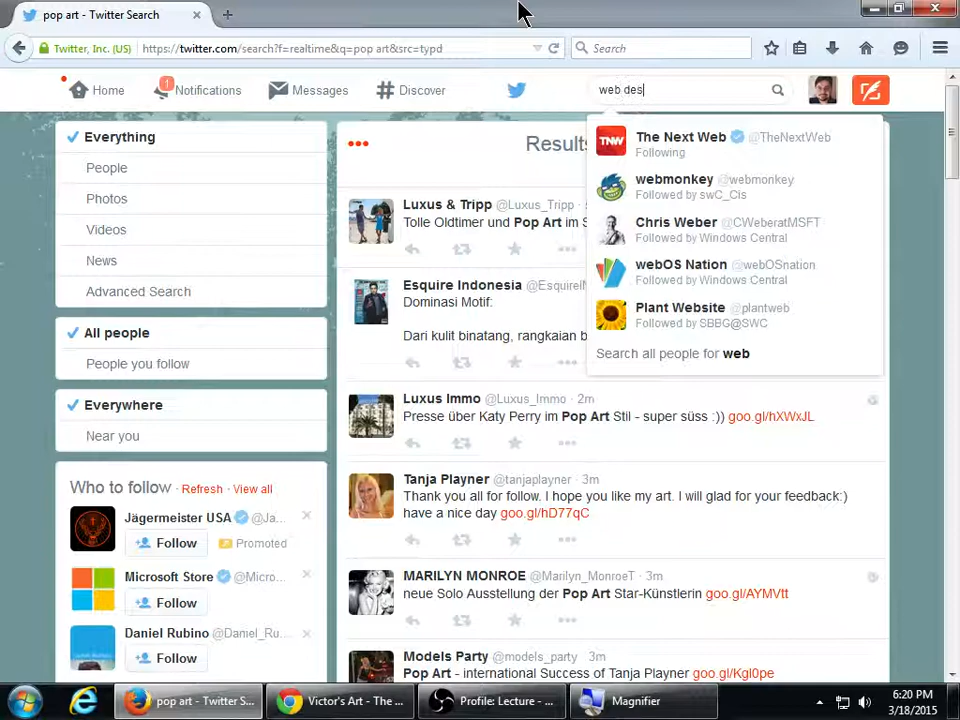 pop art - Twitter Search
Twitter, Inc. (US)
https://twitter.com/search?f=realtime&q=pop art&src=typd
Search
Home
1
Notifications
Messages
Discover
web des
Everything
People
Photos
Videos
News
Advanced Search
All people
People you follow
Everywhere
Near you
Who to follow · Refresh · View all
Jägermeister USA @Ja...
Follow
Promoted
Microsoft Store @Micro...
Follow
Daniel Rubino @Daniel_Ru...
Follow
Results
Luxus & Tripp @Luxus_Tripp
Tolle Oldtimer und Pop Art im S
Esquire Indonesia @EsquireI
Dominasi Motif:
Dari kulit binatang, rangkaian b
Luxus Immo @Luxus_Immo · 2m
Presse über Katy Perry im Pop Art Stil - super süss :)) goo.gl/hXWxJL
Tanja Playner @tanjaplayner · 3m
Thank you all for follow. I hope you like my art. I will glad for your feedback:)
have a nice day goo.gl/hD77qC
MARILYN MONROE @Marilyn_MonroeT · 3m
neue Solo Ausstellung der Pop Art Star-Künstlerin goo.gl/AYMVtt
Models Party @models_party · 3m
Pop Art - international Success of Tanja Playner goo.gl/Kgl0pe
TNW
The Next Web @TheNextWeb
Following
webmonkey @webmonkey
Followed by swC_Cis
Chris Weber @CWeberatMSFT
Followed by Windows Central
webOS Nation @webOSnation
Followed by Windows Central
Plant Website @plantweb
Followed by SBBG@SWC
Search all people for web
pop art - Twitter S...
Victor's Art - The ...
Profile: Lecture - ...
Magnifier
6:20 PM
3/18/2015